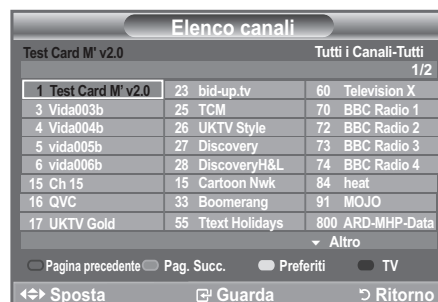 Elenco canali
Test Card M' v2.0 Tutti i Canali-Tutti
1/2
1 Test Card M' v2.0 23 bid-up.tv 60 Television X
3 Vida003b 25 TCM 70 BBC Radio 1
4 Vida004b 26 UKTV Style 72 BBC Radio 2
5 vida005b 27 Discovery 73 BBC Radio 3
6 vida006b 28 DiscoveryH&L 74 BBC Radio 4
15 Ch 15 15 Cartoon Nwk 84 heat
16 QVC 33 Boomerang 91 MOJO
17 UKTV Gold 55 Ttext Holidays 800 ARD-MHP-Data
Altro
Pagina precedente Pag. Succ. Preferiti TV
Sposta Guarda Ritorno